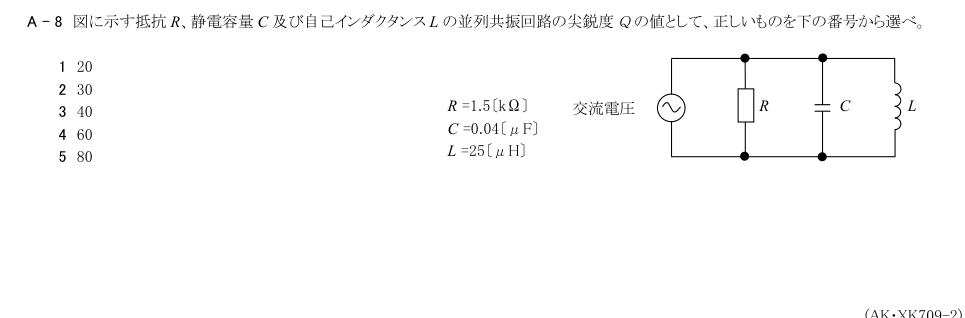 A－8 図に示す抵抗 R、静電容量 C 及び自己インダクタンス L の並列共振回路の尖鋭度 Q の値として、正しいものを下の番号から選べ。
1 20
2 30
3 40
4 60
5 80
R =1.5〔kΩ〕
C =0.04〔μF〕
L =25〔μH〕
交流電圧
R
C
L
(AK・XK709-2)